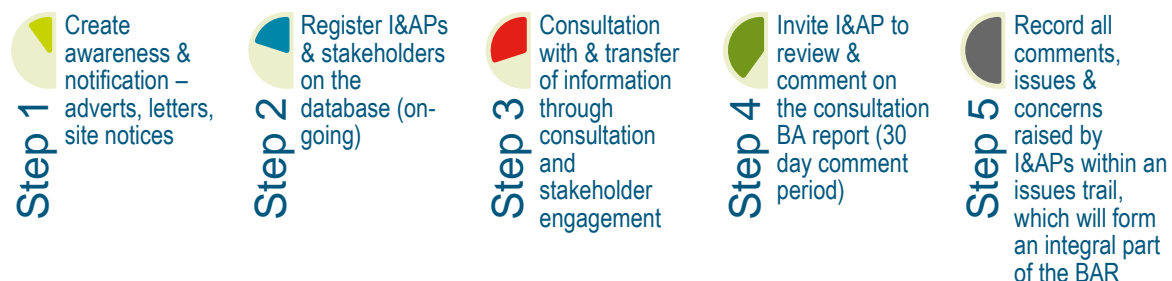 Step 1
Create
awareness &
notification –
adverts, letters,
site notices
Step 2
Register I&APs
& stakeholders
on the
database (on-
going)
Step 3
Consultation
with & transfer
of information
through
consultation
and
stakeholder
engagement
Step 4
Invite I&AP to
review &
comment on
the consultation
BA report (30
day comment
period)
Step 5
Record all
comments,
issues &
concerns
raised by
I&APs within an
issues trail,
which will form
an integral part
of the BAR